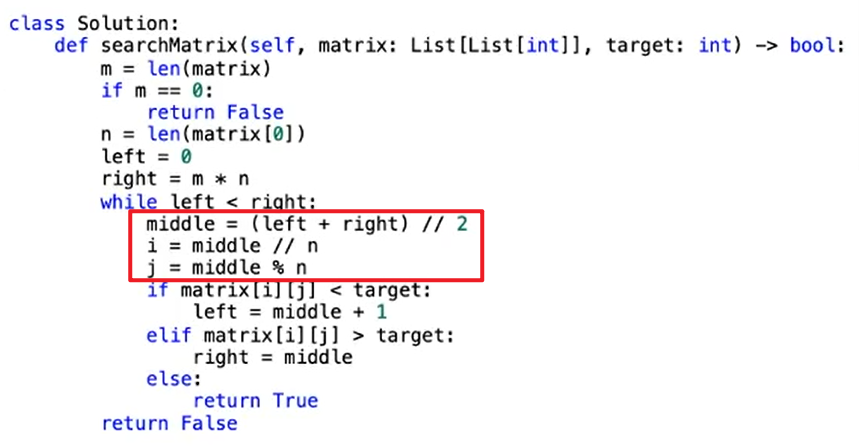 class Solution:
    def searchMatrix(self, matrix: List[List[int]], target: int) -> bool:
        m = len(matrix)
        if m == 0:
            return False
        n = len(matrix[0])
        left = 0
        right = m * n
        while left < right:
            middle = (left + right) // 2
            i = middle // n
            j = middle % n
            if matrix[i][j] < target:
                left = middle + 1
            elif matrix[i][j] > target:
                right = middle
            else:
                return True
        return False